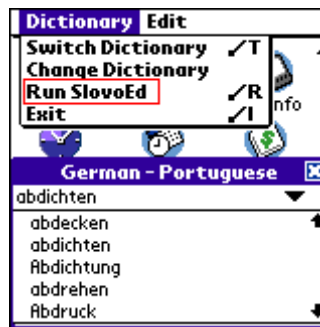 Dictionary Edit
Switch Dictionary /T
Change Dictionary
Run SlovoEd /R
Exit /I
nfo
German - Portuguese
abdichten
abdecken
abdichten
Abdichtung
abdrehen
Abdruck